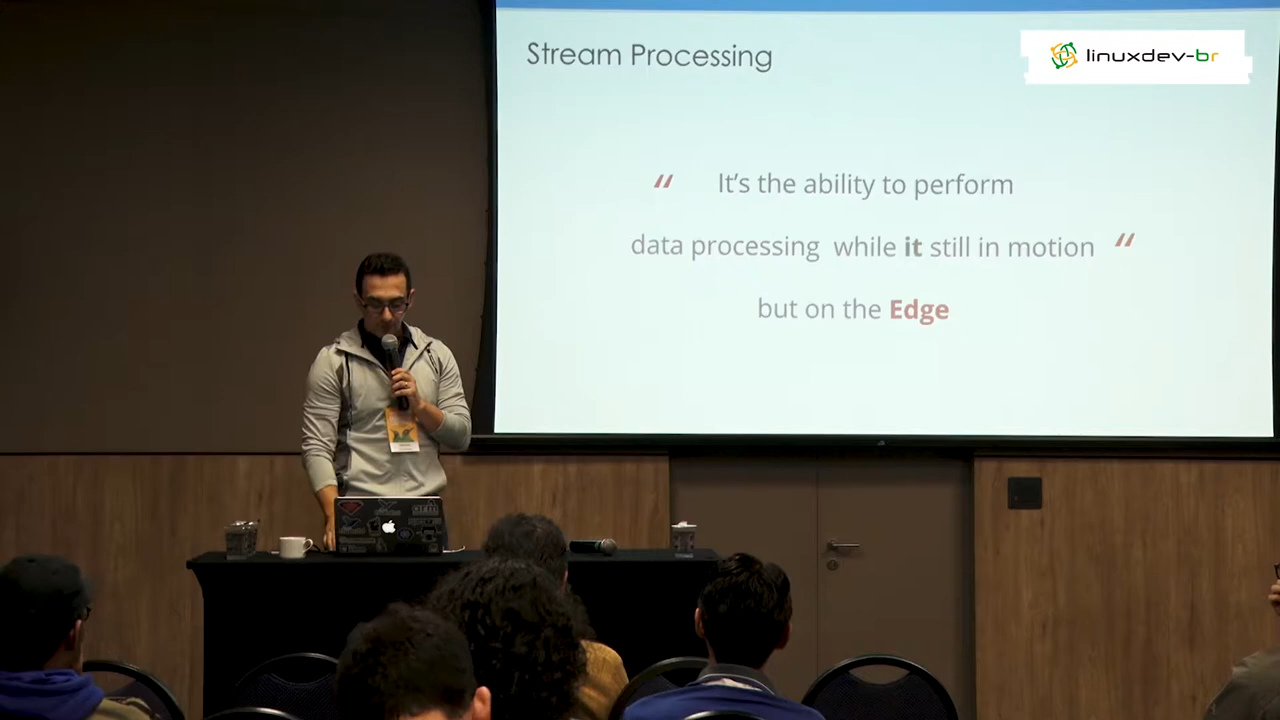 Stream Processing
linuxdev-br
“ It's the ability to perform
data processing while it still in motion ”
but on the Edge